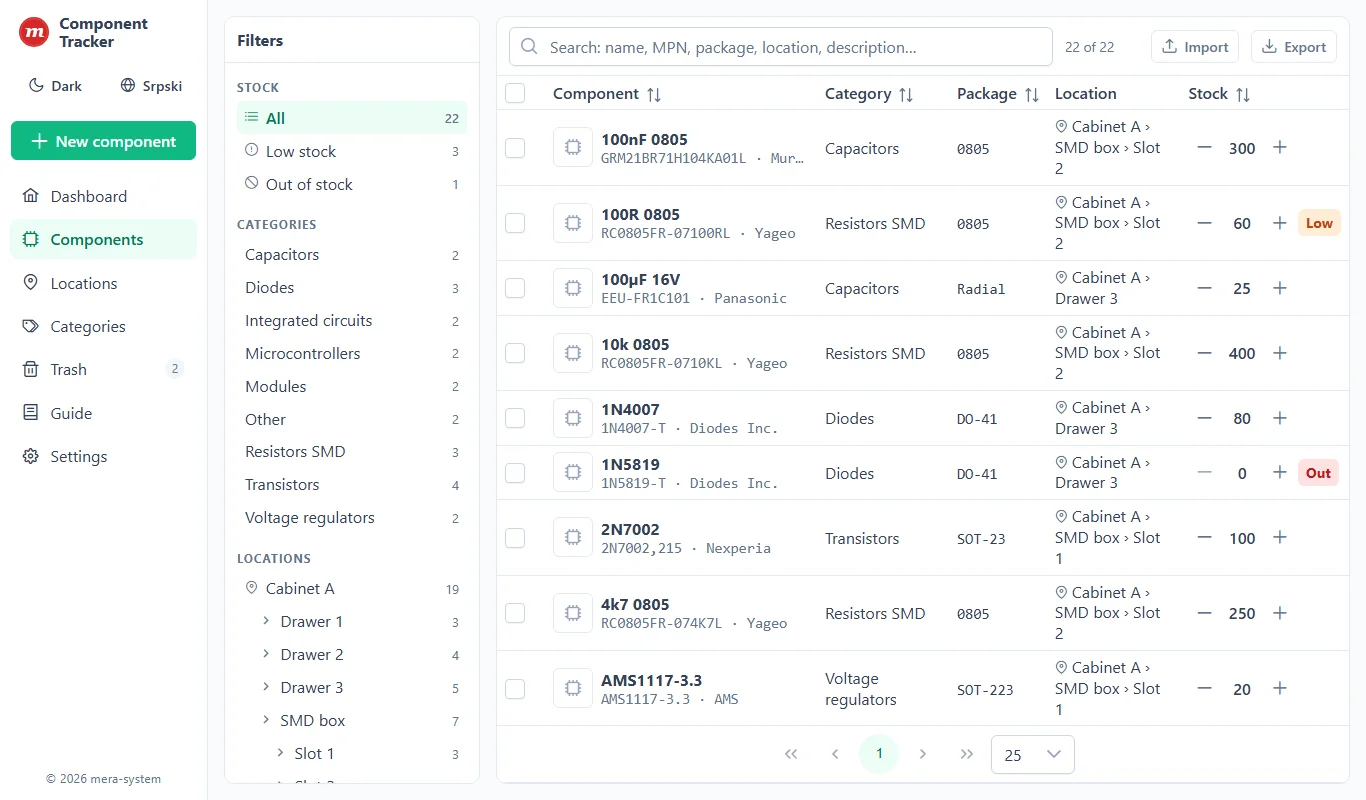 m
Component
Tracker
Dark
Srpski
New component
Dashboard
Components
Locations
Categories
Trash 2
Guide
Settings
© 2026 mera-system
Filters
STOCK
All 22
Low stock 3
Out of stock 1
CATEGORIES
Capacitors 2
Diodes 3
Integrated circuits 2
Microcontrollers 2
Modules 2
Other 2
Resistors SMD 3
Transistors 4
Voltage regulators 2
LOCATIONS
Cabinet A 19
Drawer 1 3
Drawer 2 4
Drawer 3 5
SMD box 7
Slot 1 3
Search: name, MPN, package, location, description...
22 of 22
Import
Export
Component Category Package Location Stock
100nF 0805
GRM21BR71H104KA01L · Mur…
Capacitors
0805
Cabinet A ›
SMD box › Slot
2
300
100R 0805
RC0805FR-07100RL · Yageo
Resistors SMD
0805
Cabinet A ›
SMD box › Slot
2
60
Low
100µF 16V
EEU-FR1C101 · Panasonic
Capacitors
Radial
Cabinet A ›
Drawer 3
25
10k 0805
RC0805FR-0710KL · Yageo
Resistors SMD
0805
Cabinet A ›
SMD box › Slot
2
400
1N4007
1N4007-T · Diodes Inc.
Diodes
DO-41
Cabinet A ›
Drawer 3
80
1N5819
1N5819-T · Diodes Inc.
Diodes
DO-41
Cabinet A ›
Drawer 3
0
Out
2N7002
2N7002,215 · Nexperia
Transistors
SOT-23
Cabinet A ›
SMD box › Slot
1
100
4k7 0805
RC0805FR-074K7L · Yageo
Resistors SMD
0805
Cabinet A ›
SMD box › Slot
2
250
AMS1117-3.3
AMS1117-3.3 · AMS
Voltage
regulators
SOT-223
Cabinet A ›
SMD box › Slot
1
20
« ‹ 1 › » 25